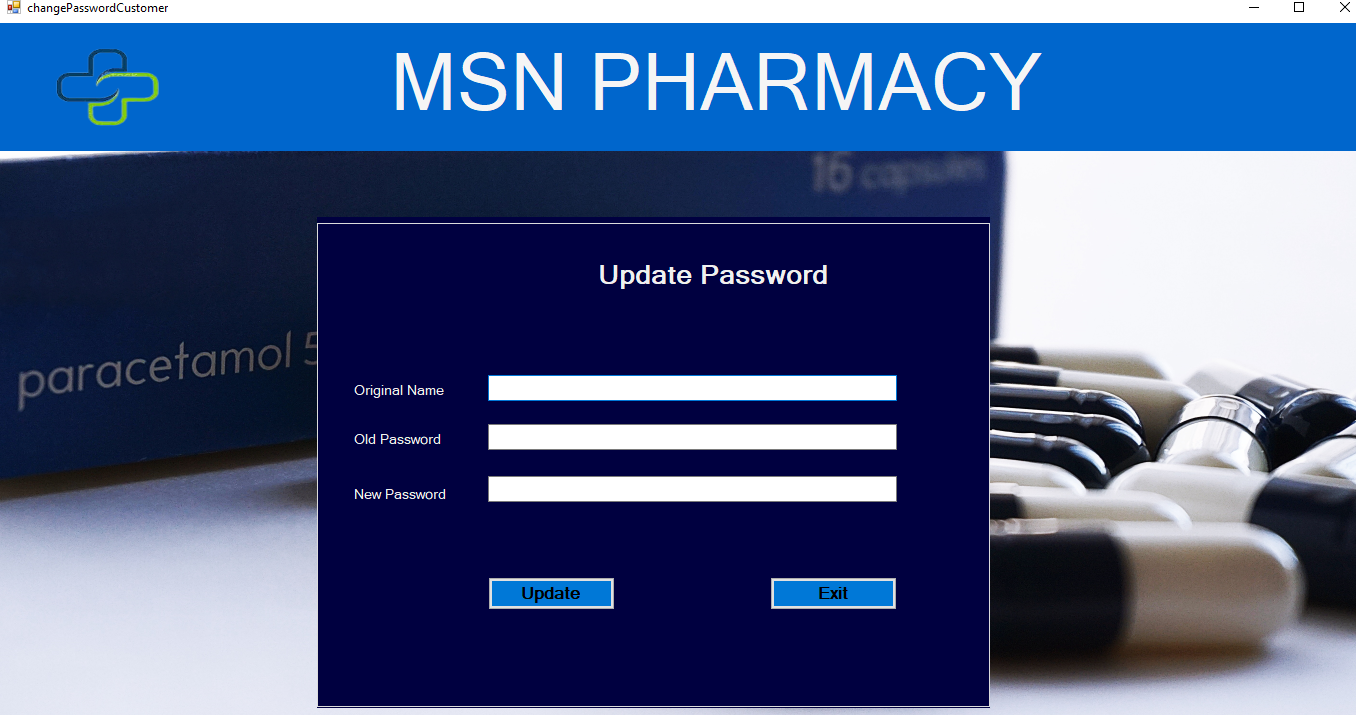 changePasswordCustomer
MSN PHARMACY
16 capsules
Update Password
paracetamol 5
Original Name
Old Password
New Password
Update
Exit